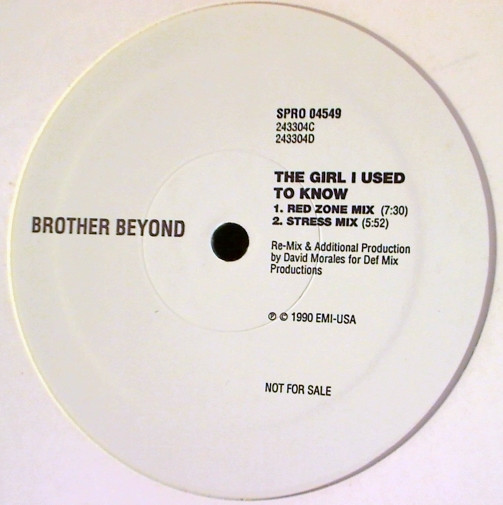 SPRO 04549
243304C
243304D
THE GIRL I USED
TO KNOW
1. RED ZONE MIX (7:30)
2. STRESS MIX (5:52)
BROTHER BEYOND
Re-Mix & Additional Production
by David Morales for Def Mix
Productions
℗ © 1990 EMI-USA
NOT FOR SALE